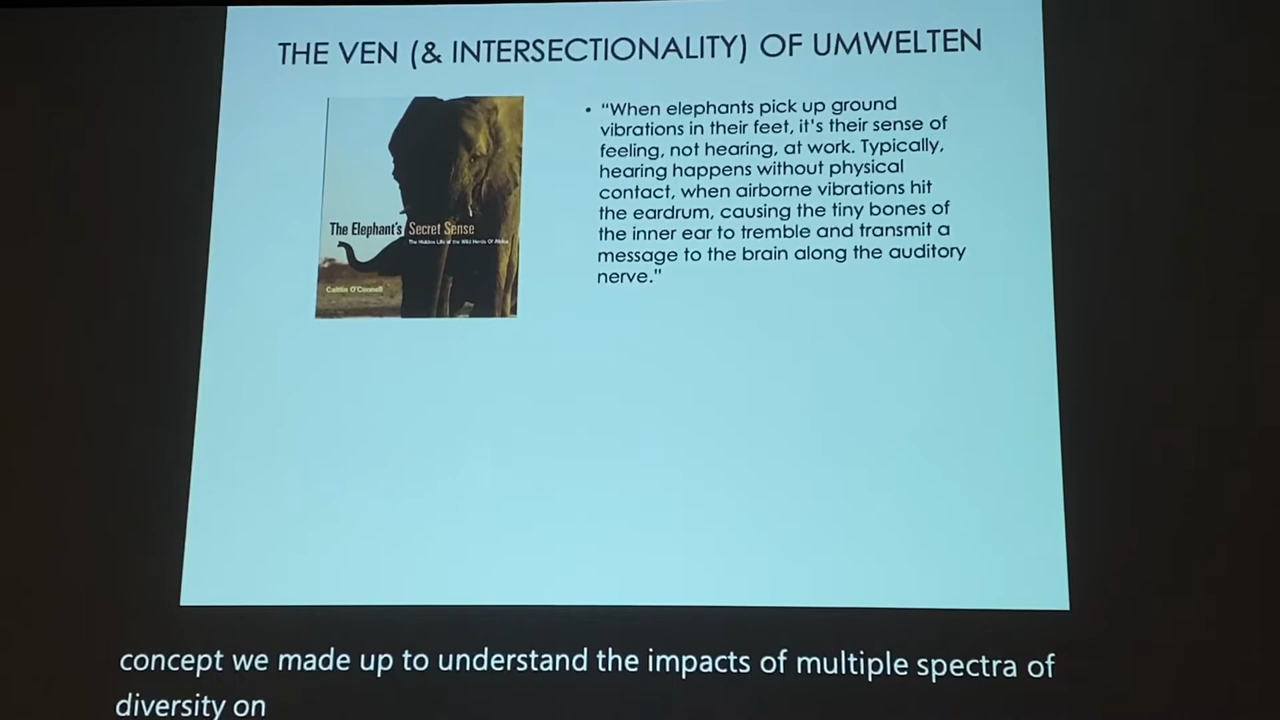 THE VEN (& INTERSECTIONALITY) OF UMWELTEN
The Elephant's Secret Sense
The Hidden Life of the Wild Herds Of Africa
Caitlin O'Connell
• "When elephants pick up ground
vibrations in their feet, it's their sense of
feeling, not hearing, at work. Typically,
hearing happens without physical
contact, when airborne vibrations hit
the eardrum, causing the tiny bones of
the inner ear to tremble and transmit a
message to the brain along the auditory
nerve."
concept we made up to understand the impacts of multiple spectra of
diversity on